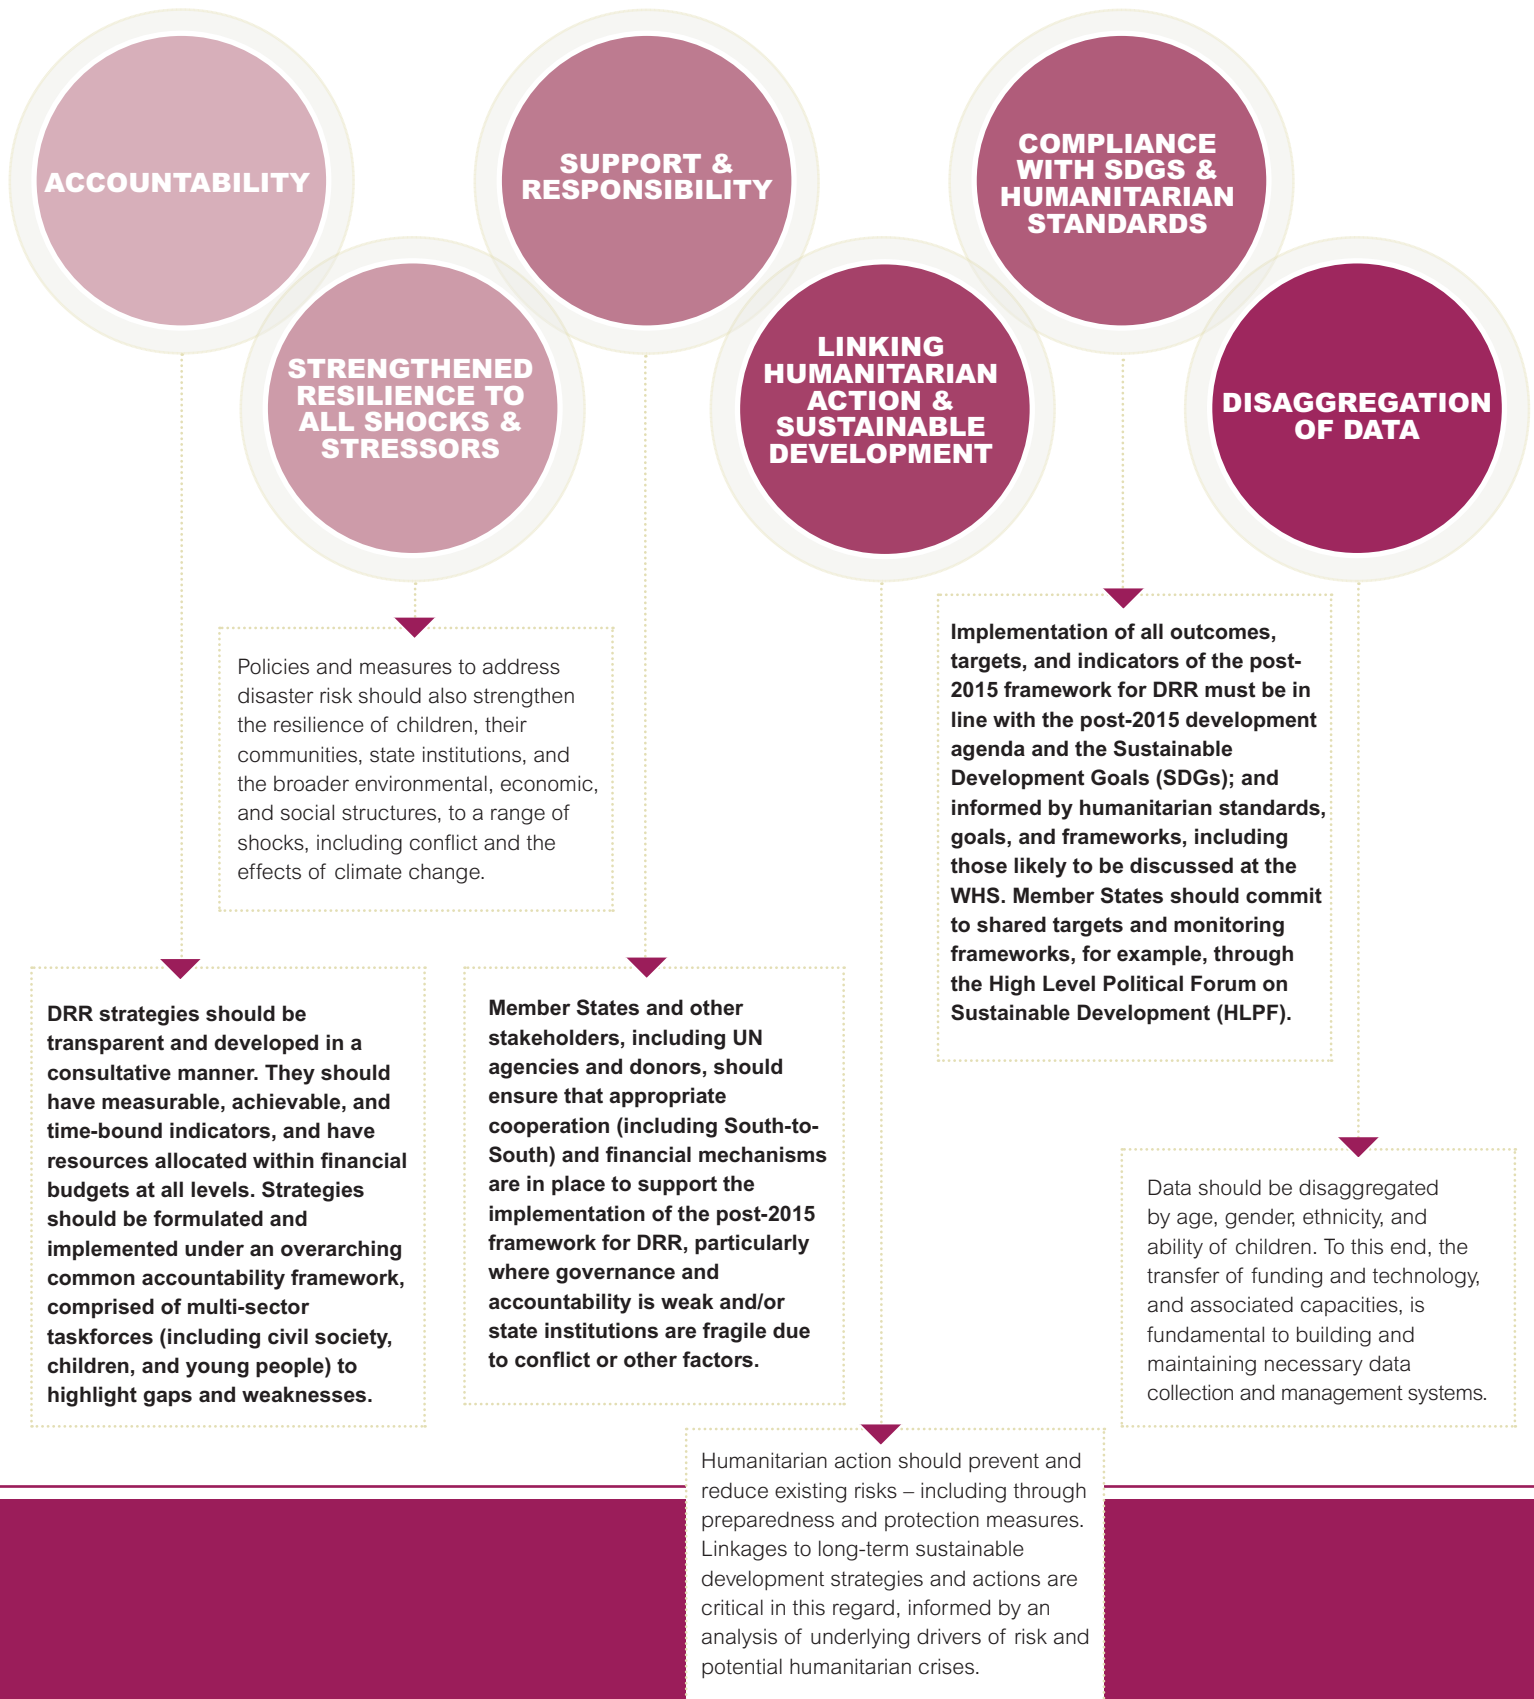 ACCOUNTABILITY
STRENGTHENED
RESILIENCE TO
ALL SHOCKS &
STRESSORS
SUPPORT &
RESPONSIBILITY
LINKING
HUMANITARIAN
ACTION &
SUSTAINABLE
DEVELOPMENT
COMPLIANCE
WITH SDGS &
HUMANITARIAN
STANDARDS
DISAGGREGATION
OF DATA
DRR strategies should be
transparent and developed in a
consultative manner. They should
have measurable, achievable, and
time-bound indicators, and have
resources allocated within financial
budgets at all levels. Strategies
should be formulated and
implemented under an overarching
common accountability framework,
comprised of multi-sector
taskforces (including civil society,
children, and young people) to
highlight gaps and weaknesses.
Policies and measures to address
disaster risk should also strengthen
the resilience of children, their
communities, state institutions, and
the broader environmental, economic,
and social structures, to a range of
shocks, including conflict and the
effects of climate change.
Member States and other
stakeholders, including UN
agencies and donors, should
ensure that appropriate
cooperation (including South-to-
South) and financial mechanisms
are in place to support the
implementation of the post-2015
framework for DRR, particularly
where governance and
accountability is weak and/or
state institutions are fragile due
to conflict or other factors.
Humanitarian action should prevent and
reduce existing risks – including through
preparedness and protection measures.
Linkages to long-term sustainable
development strategies and actions are
critical in this regard, informed by an
analysis of underlying drivers of risk and
potential humanitarian crises.
Implementation of all outcomes,
targets, and indicators of the post-
2015 framework for DRR must be in
line with the post-2015 development
agenda and the Sustainable
Development Goals (SDGs); and
informed by humanitarian standards,
goals, and frameworks, including
those likely to be discussed at the
WHS. Member States should commit
to shared targets and monitoring
frameworks, for example, through
the High Level Political Forum on
Sustainable Development (HLPF).
Data should be disaggregated
by age, gender, ethnicity, and
ability of children. To this end, the
transfer of funding and technology,
and associated capacities, is
fundamental to building and
maintaining necessary data
collection and management systems.